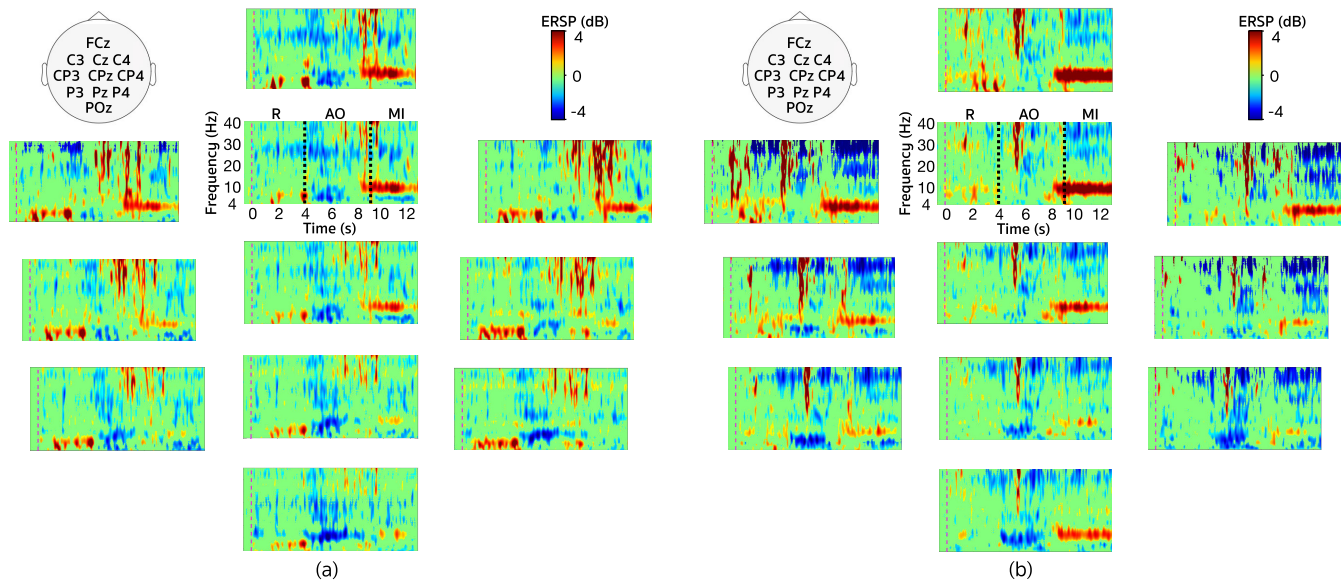 FCz
C3 Cz C4
CP3 CPz CP4
P3 Pz P4
POz
ERSP (dB)
4
0
-4
R AO MI
Frequency (Hz)
40
30
20
10
4
0 2 4 6 8 10 12
Time (s)
(a)
FCz
C3 Cz C4
CP3 CPz CP4
P3 Pz P4
POz
ERSP (dB)
4
0
-4
R AO MI
Frequency (Hz)
40
30
20
10
4
0 2 4 6 8 10 12
Time (s)
(b)